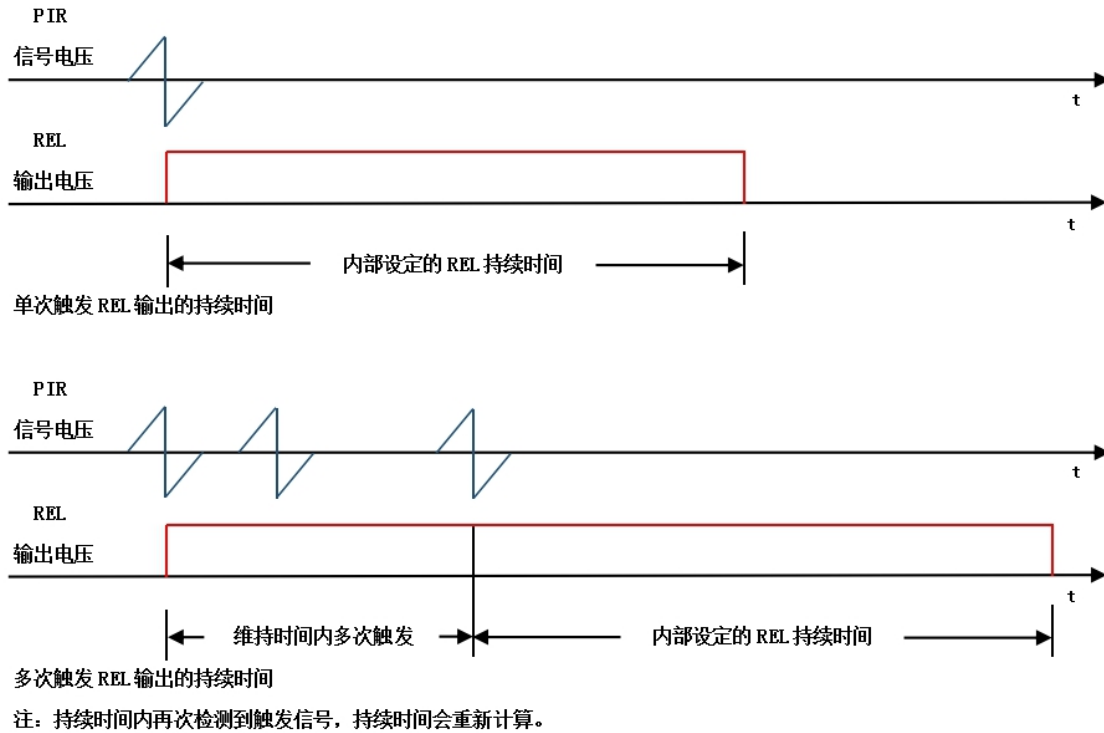 PIR
信号电压
t
REL
输出电压
t
内部设定的 REL 持续时间
单次触发 REL 输出的持续时间
PIR
信号电压
t
REL
输出电压
t
维持时间内多次触发
内部设定的 REL 持续时间
多次触发 REL 输出的持续时间
注：持续时间内再次检测到触发信号，持续时间会重新计算。